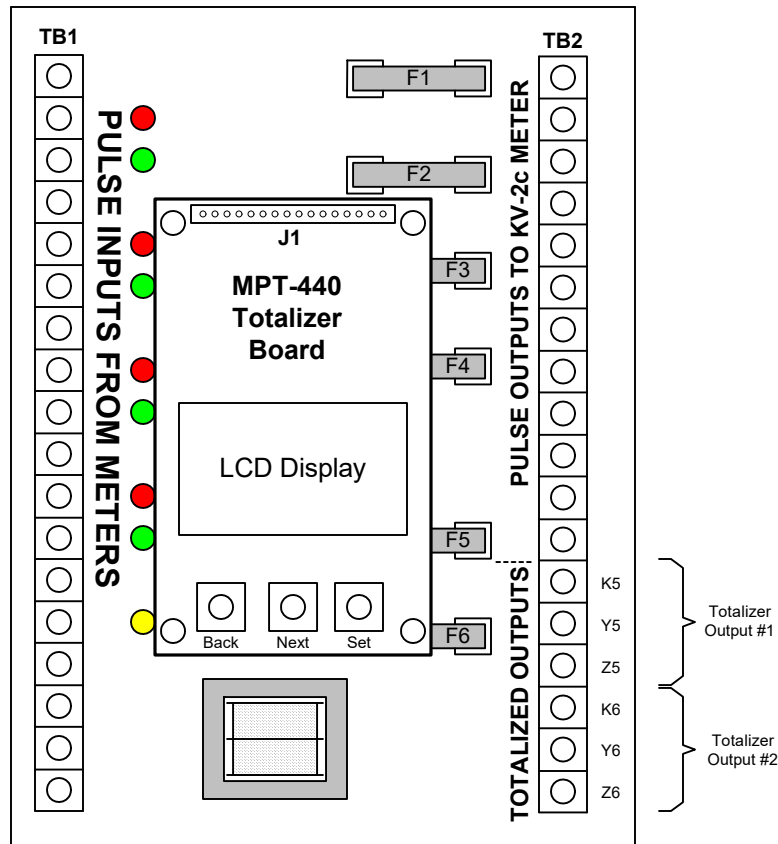 TB1
TB2
F1
F2
F3
F4
F5
F6
PULSE INPUTS FROM METERS
J1
MPT-440
Totalizer
Board
LCD Display
Back
Next
Set
PULSE OUTPUTS TO KV-2c METER
TOTALIZED OUTPUTS
K5
Y5
Z5
K6
Y6
Z6
Totalizer
Output #1
Totalizer
Output #2